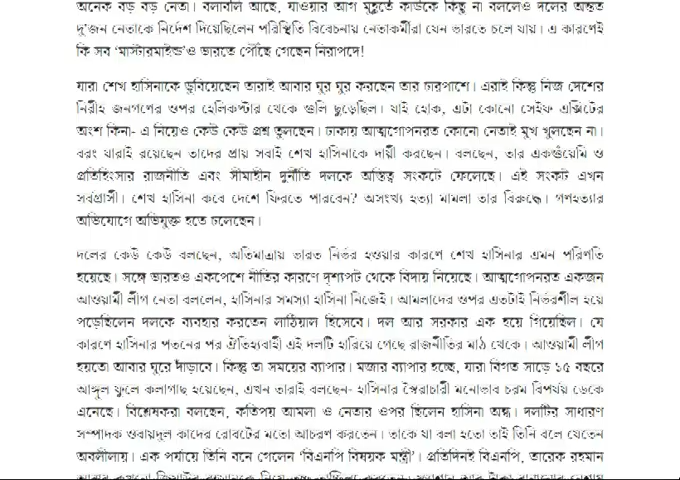 অনেক বড় বড় নেতা। বলাবলি আছে, যাওয়ার আগ মুহূর্তে কাউকে কিছু না বললেও দলের অন্তত
দু'জন নেতাকে নির্দেশ দিয়েছিলেন পরিস্থিতি বিবেচনায় নেতাকর্মীরা যেন ভারতে চলে যায়। এ কারণেই
কি সব 'মাস্টারমাইন্ড'ও ভারতে পৌঁছে গেছেন নিরাপদে!
যারা শেখ হাসিনাকে ডুবিয়েছেন তারাই আবার ঘুর ঘুর করছেন তার চারপাশে। এরাই কিন্তু নিজ দেশের
নিরীহ জনগণের ওপর হেলিকপ্টার থেকে গুলি ছুড়েছিল। যাই হোক, এটা কোনো সেইফ এক্সিটের
অংশ কিনা- এ নিয়েও কেউ কেউ প্রশ্ন তুলছেন। ঢাকায় আত্মগোপনরত কোনো নেতাই মুখ খুলছেন না।
বরং যারাই রয়েছেন তাদের প্রায় সবাই শেখ হাসিনাকে দায়ী করছেন। বলছেন, তার একগুঁয়েমি ও
প্রতিহিংসার রাজনীতি এবং সীমাহীন দুর্নীতি দলকে অস্তিত্ব সংকটে ফেলেছে। এই সংকট এখন
সর্বগ্রাসী। শেখ হাসিনা কবে দেশে ফিরতে পারবেন? অসংখ্য হত্যা মামলা তার বিরুদ্ধে। গণহত্যার
অভিযোগে অভিযুক্ত হতে চলেছেন।
দলের কেউ কেউ বলছেন, অতিমাত্রায় ভারত নির্ভর হওয়ার কারণে শেখ হাসিনার এমন পরিণতি
হয়েছে। সঙ্গে ভারতও একপেশে নীতির কারণে দৃশ্যপট থেকে বিদায় নিয়েছে। আত্মগোপনরত একজন
আওয়ামী লীগ নেতা বললেন, হাসিনার সমস্যা হাসিনা নিজেই। আমলাদের ওপর এতটাই নির্ভরশীল হয়ে
পড়েছিলেন দলকে ব্যবহার করতেন লাঠিয়াল হিসেবে। দল আর সরকার এক হয়ে গিয়েছিল। যে
কারণে হাসিনার পতনের পর ঐতিহ্যবাহী এই দলটি হারিয়ে গেছে রাজনীতির মাঠ থেকে। আওয়ামী লীগ
হয়তো আবার ঘুরে দাঁড়াবে। কিন্তু তা সময়ের ব্যাপার। মজার ব্যাপার হচ্ছে, যারা বিগত সাড়ে ১৫ বছরে
আঙ্গুল ফুলে কলাগাছ হয়েছেন, এখন তারাই বলছেন- হাসিনার স্বৈরাচারী মনোভাব চরম বিপর্যয় ডেকে
এনেছে। বিশ্লেষকরা বলছেন, কতিপয় আমলা ও নেতার ওপর ছিলেন হাসিনা অন্ধ। দলটির সাধারণ
সম্পাদক ওবায়দুল কাদের রোবটের মতো আচরণ করতেন। তাকে যা বলা হতো তাই তিনি বলে যেতেন
অবলীলায়। এক পর্যায়ে তিনি বনে গেলেন 'বিএনপি বিষয়ক মন্ত্রী'। প্রতিদিনই বিএনপি, তারেক রহমান